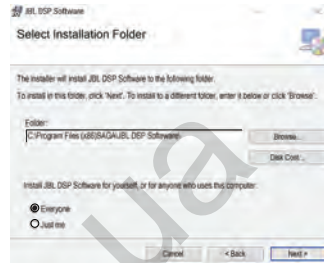 JBL DSP Software
Select Installation Folder
The installer will install JBL DSP Software to the following folder.
To install in this folder, click "Next". To install to a different folder, enter it below or click "Browse".
Folder:
C:\Program Files (x86)\SAGA\JBL DSP Software\
Browse...
Disk Cost...
Install JBL DSP Software for yourself, or for anyone who uses this computer:
Everyone
Just me
Cancel
< Back
Next >
ua